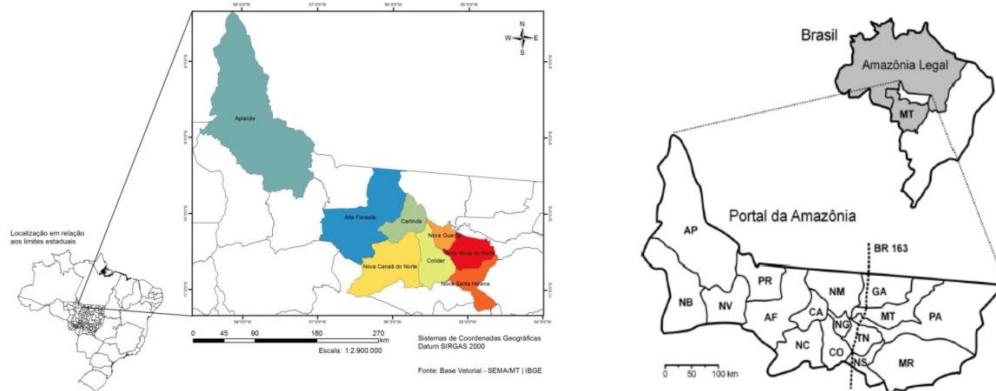 N
W E
S
Apiacás
Alta Floresta
Carlinda
Nova Guarita
Terra Nova do Norte
Nova Canaã do Norte
Colider
Nova Santa Helena
Localização em relação
aos limites estaduais
0 45 90 180 270
km
Escala: 1:2.900.000
Sistemas de Coordenadas Geográficas
Datum SIRGAS 2000
Fonte: Base Vetorial - SEMA/MT | IBGE
Brasil
Amazônia Legal
MT
Portal da Amazônia
BR 163
AP
PR
NM
GA
NB
NV
AF
CA
NG
MT
PA
TN
NC
CO
NS
MR
0 50 100 km